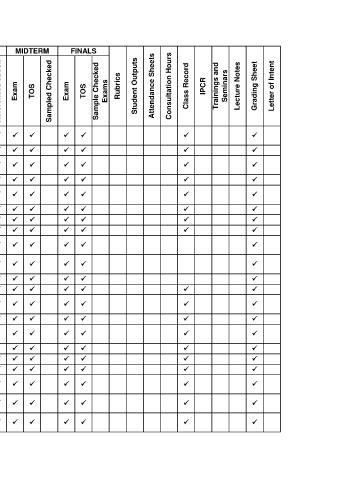 MIDTERM FINALS
Exam
TOS
Sampled Checked
Exam
TOS
Sample Checked
Exams
Rubrics
Student Outputs
Attendance Sheets
Consultation Hours
Class Record
IPCR
Trainings and
Seminars
Lecture Notes
Grading Sheet
Letter of Intent
✓ ✓ ✓ ✓ ✓ ✓
✓ ✓ ✓ ✓ ✓ ✓
✓ ✓ ✓ ✓ ✓ ✓
✓ ✓ ✓ ✓ ✓ ✓
✓ ✓ ✓ ✓ ✓ ✓
✓ ✓ ✓ ✓ ✓ ✓
✓ ✓ ✓ ✓ ✓ ✓
✓ ✓ ✓ ✓ ✓ ✓
✓ ✓ ✓ ✓ ✓
✓ ✓ ✓ ✓ ✓
✓ ✓ ✓ ✓ ✓
✓ ✓ ✓ ✓ ✓ ✓
✓ ✓ ✓ ✓ ✓ ✓
✓ ✓ ✓ ✓ ✓ ✓
✓ ✓ ✓ ✓ ✓ ✓
✓ ✓ ✓ ✓ ✓ ✓
✓ ✓ ✓ ✓ ✓ ✓
✓ ✓ ✓ ✓ ✓ ✓
✓ ✓ ✓ ✓ ✓ ✓
✓ ✓ ✓ ✓ ✓ ✓
✓ ✓ ✓ ✓ ✓ ✓